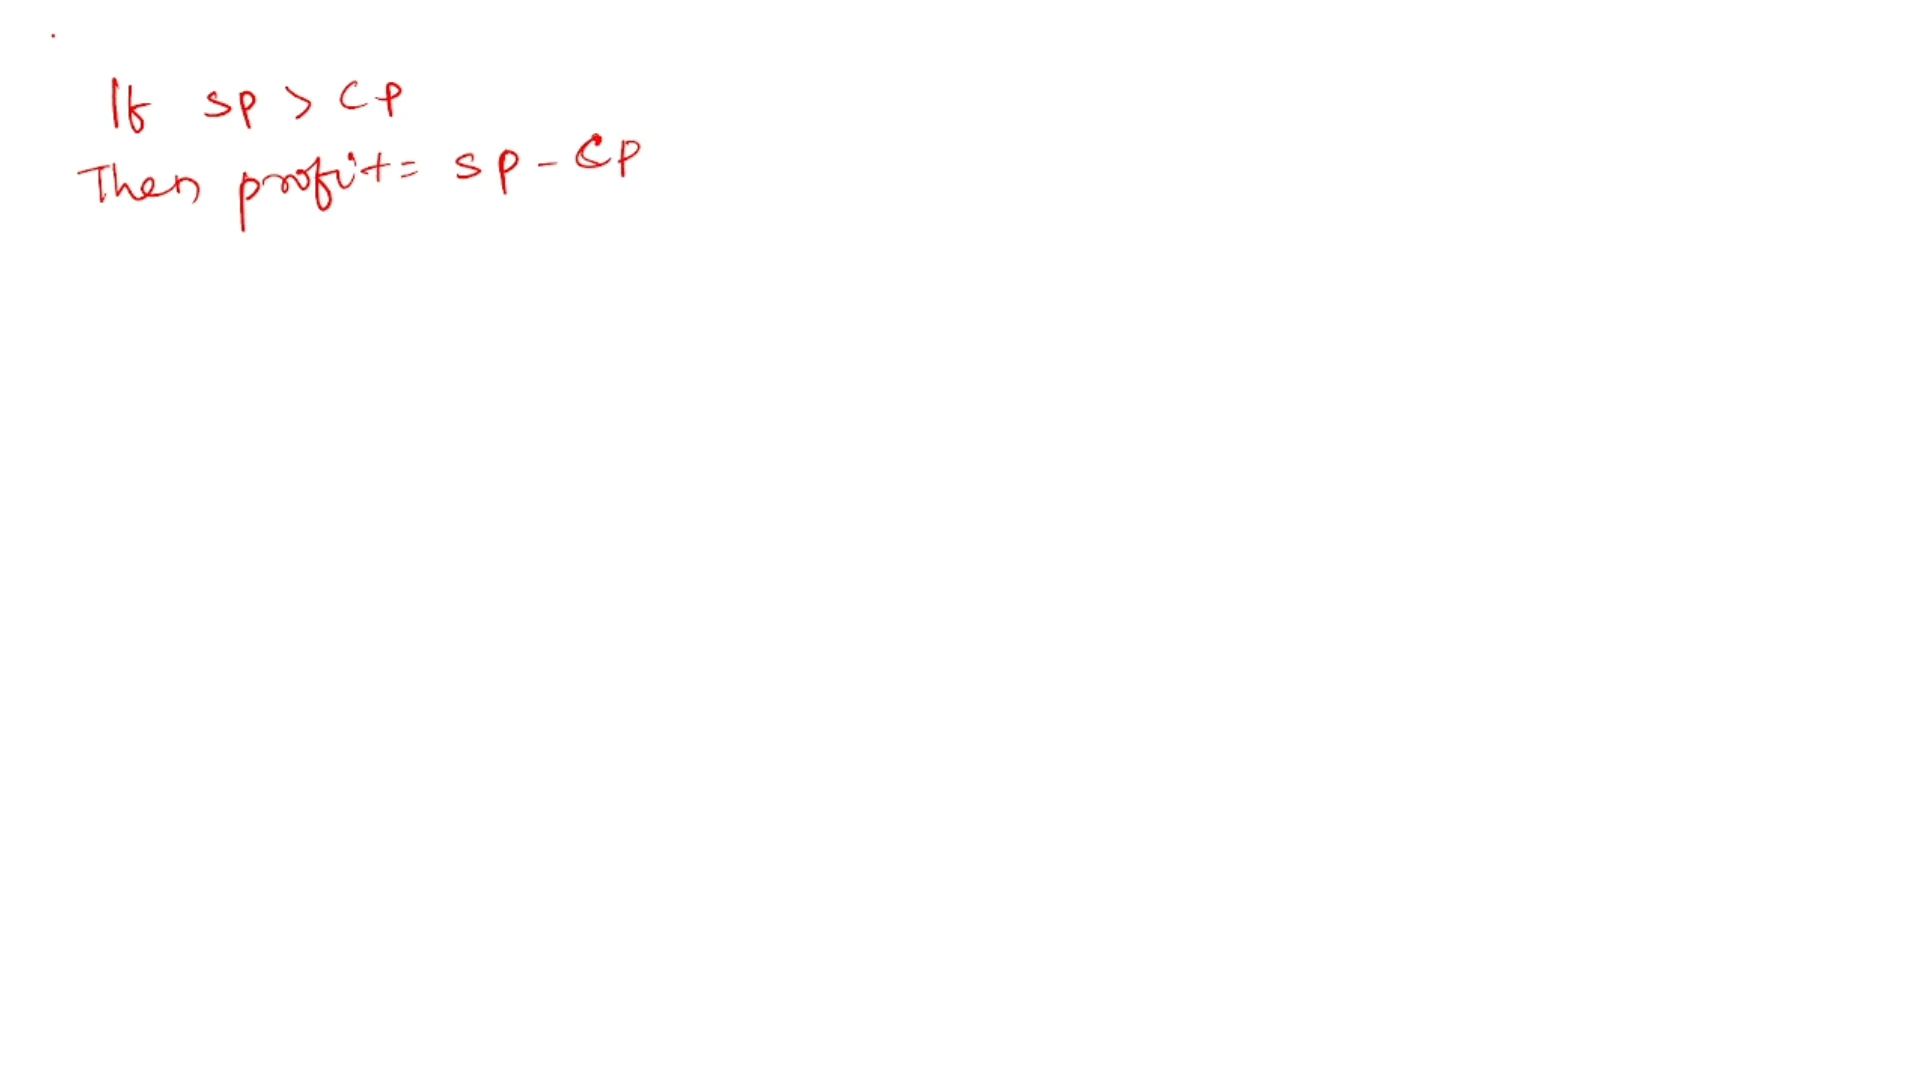 If sp > cp
Then profit = sp - cp